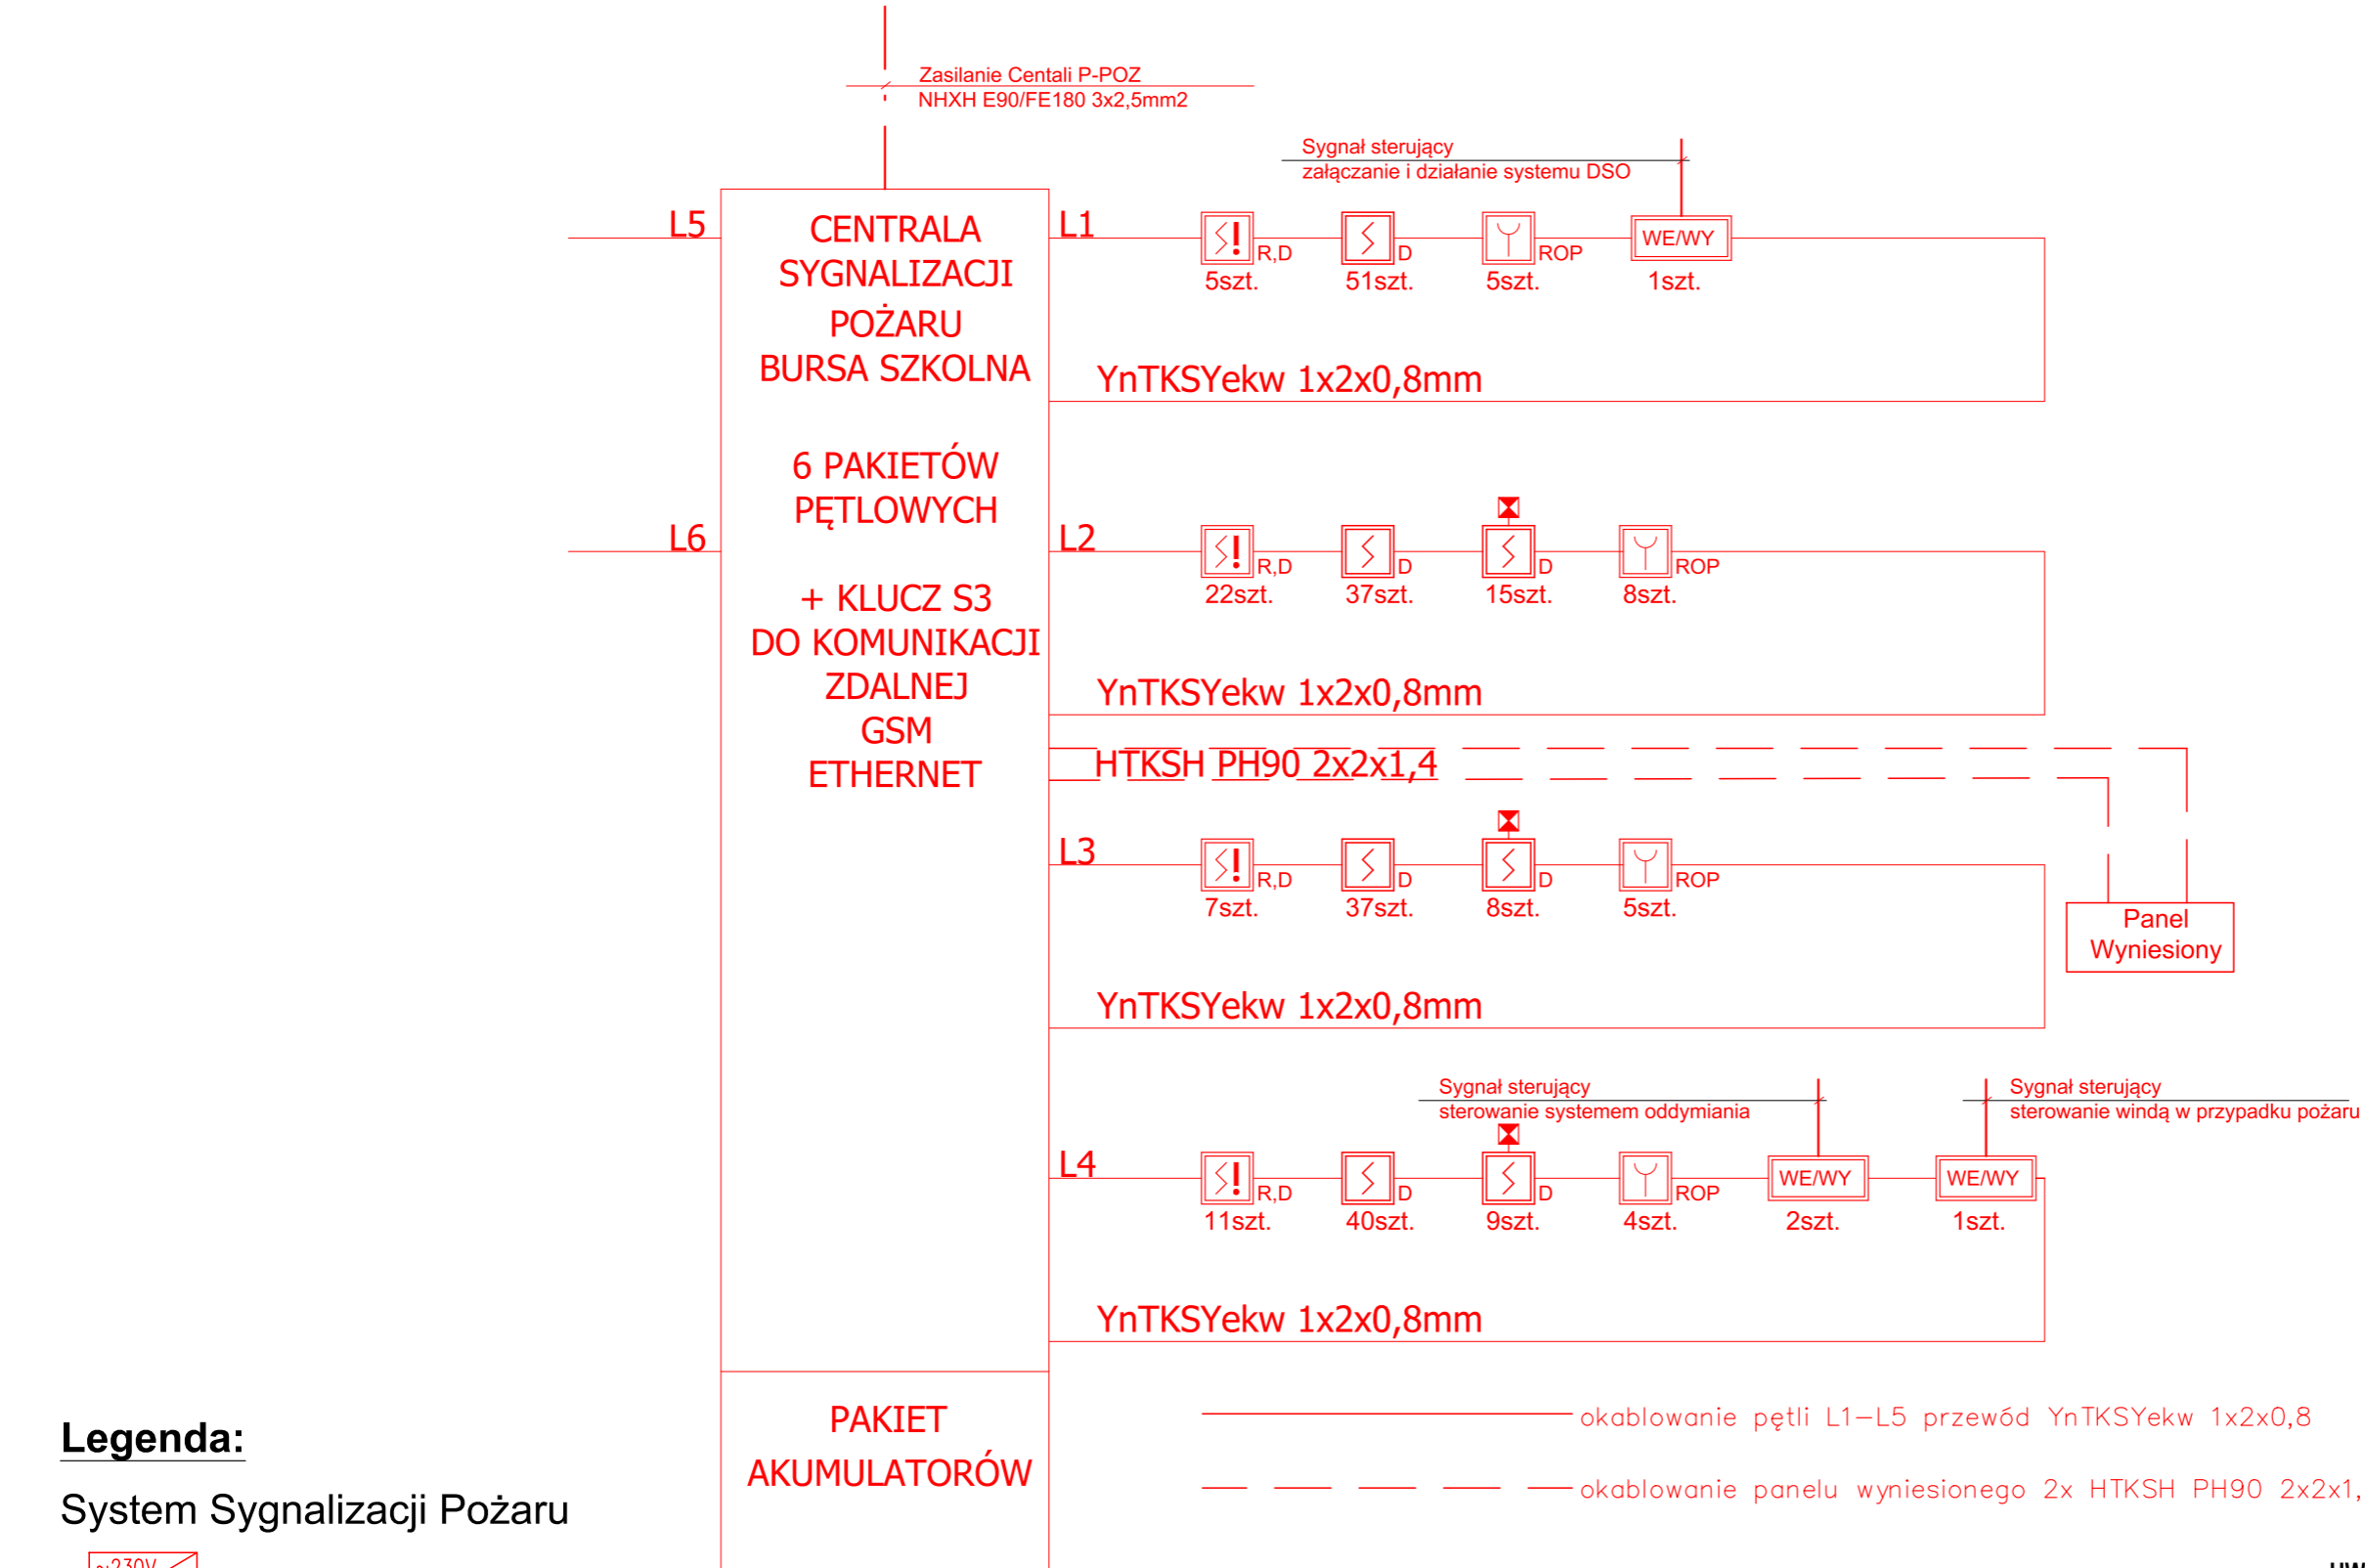 Zasilanie Centali P-POZ
NHXH E90/FE180 3x2,5mm2
Sygnał sterujący
załączanie i działanie systemu DSO
L5
CENTRALA
SYGNALIZACJI
POŻARU
BURSA SZKOLNA
6 PAKIETÓW
PĘTLOWYCH
+ KLUCZ S3
DO KOMUNIKACJI
ZDALNEJ
GSM
ETHERNET
L6
L1
R,D
D
ROP
WE/WY
5szt.
51szt.
5szt.
1szt.
YnTKSYekw 1x2x0,8mm
L2
R,D
D
D
ROP
22szt.
37szt.
15szt.
8szt.
YnTKSYekw 1x2x0,8mm
HTKSH PH90 2x2x1,4
L3
R,D
D
D
ROP
7szt.
37szt.
8szt.
5szt.
Panel
Wyniesiony
YnTKSYekw 1x2x0,8mm
Sygnał sterujący
sterowanie systemem oddymiania
Sygnał sterujący
sterowanie windą w przypadku pożaru
L4
R,D
D
D
ROP
WE/WY
WE/WY
11szt.
40szt.
9szt.
4szt.
2szt.
1szt.
YnTKSYekw 1x2x0,8mm
PAKIET
AKUMULATORÓW
okablowanie pętli L1-L5 przewód YnTKSYekw 1x2x0,8
okablowanie panelu wyniesionego 2x HTKSH PH90 2x2x1,
Legenda:
System Sygnalizacji Pożaru
~230V